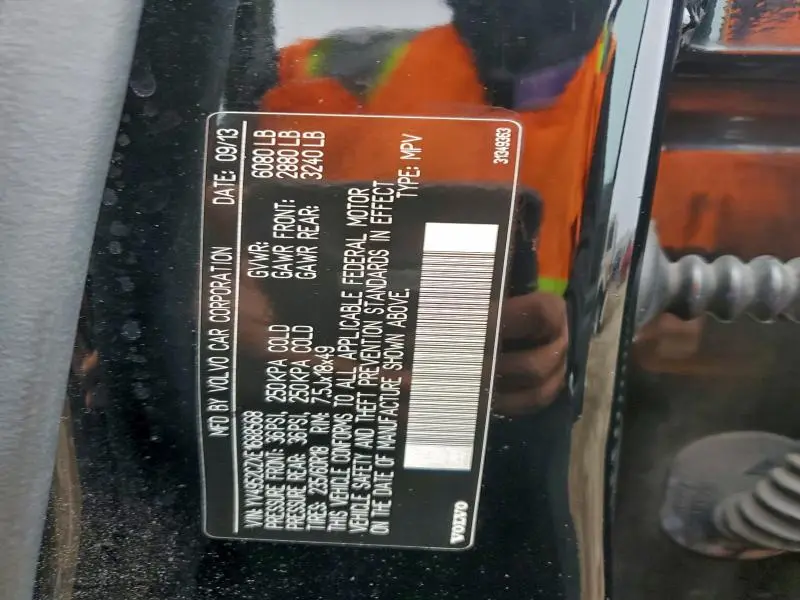 MFD BY VOLVO CAR CORPORATION DATE: 09/13
VIN: YV4952CZ7E1688568 GVWR: 6080 LB
PRESSURE FRONT: 36PSI, 250KPA COLD GAWR FRONT: 2880 LB
PRESSURE REAR: 36PSI, 250KPA COLD GAWR REAR: 3240 LB
TIRES: 235/60R18 RIM: 7.5Jx18x49
THIS VEHICLE CONFORMS TO ALL APPLICABLE FEDERAL MOTOR
VEHICLE SAFETY AND THEFT PREVENTION STANDARDS IN EFFECT
ON THE DATE OF MANUFACTURE SHOWN ABOVE. TYPE: MPV
VOLVO 31349363